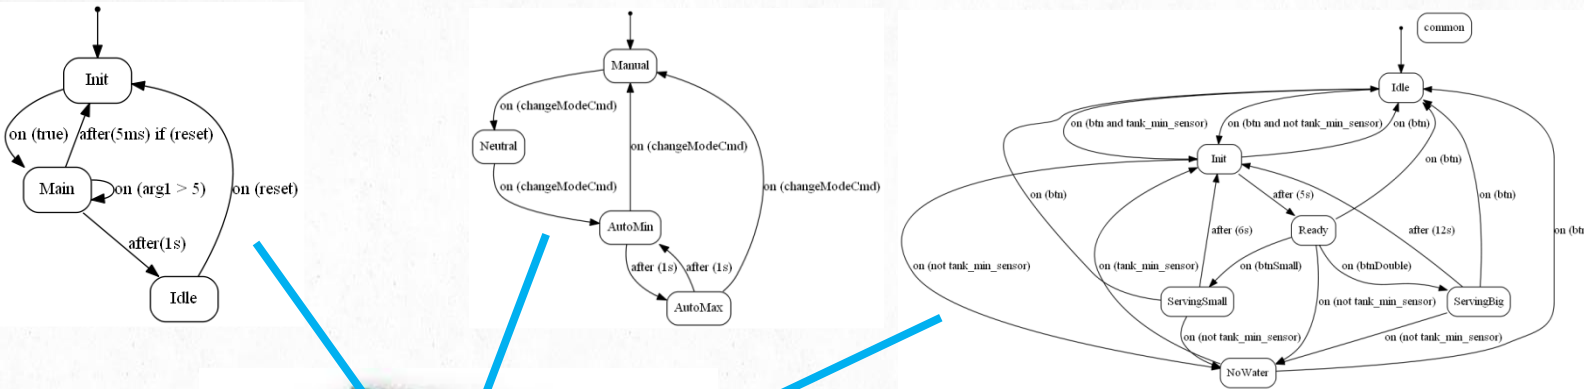 Init
on (true)
after(5ms) if (reset)
Main
on (arg1 > 5)
on (reset)
after(1s)
Idle
Manual
on (changeModeCmd)
Neutral
on (changeModeCmd)
on (changeModeCmd)
on (changeModeCmd)
AutoMin
after (1s)
after (1s)
AutoMax
common
Idle
on (btn and tank_min_sensor)
on (btn and not tank_min_sensor)
on (btn)
Init
on (btn)
on (btn)
after (5s)
on (btn)
after (6s)
Ready
after (12s)
on (btn
on (not tank_min_sensor)
on (tank_min_sensor)
on (btnSmall)
on (btnDouble)
ServingSmall
on (not tank_min_sensor)
ServingBig
on (not tank_min_sensor)
on (not tank_min_sensor)
NoWater